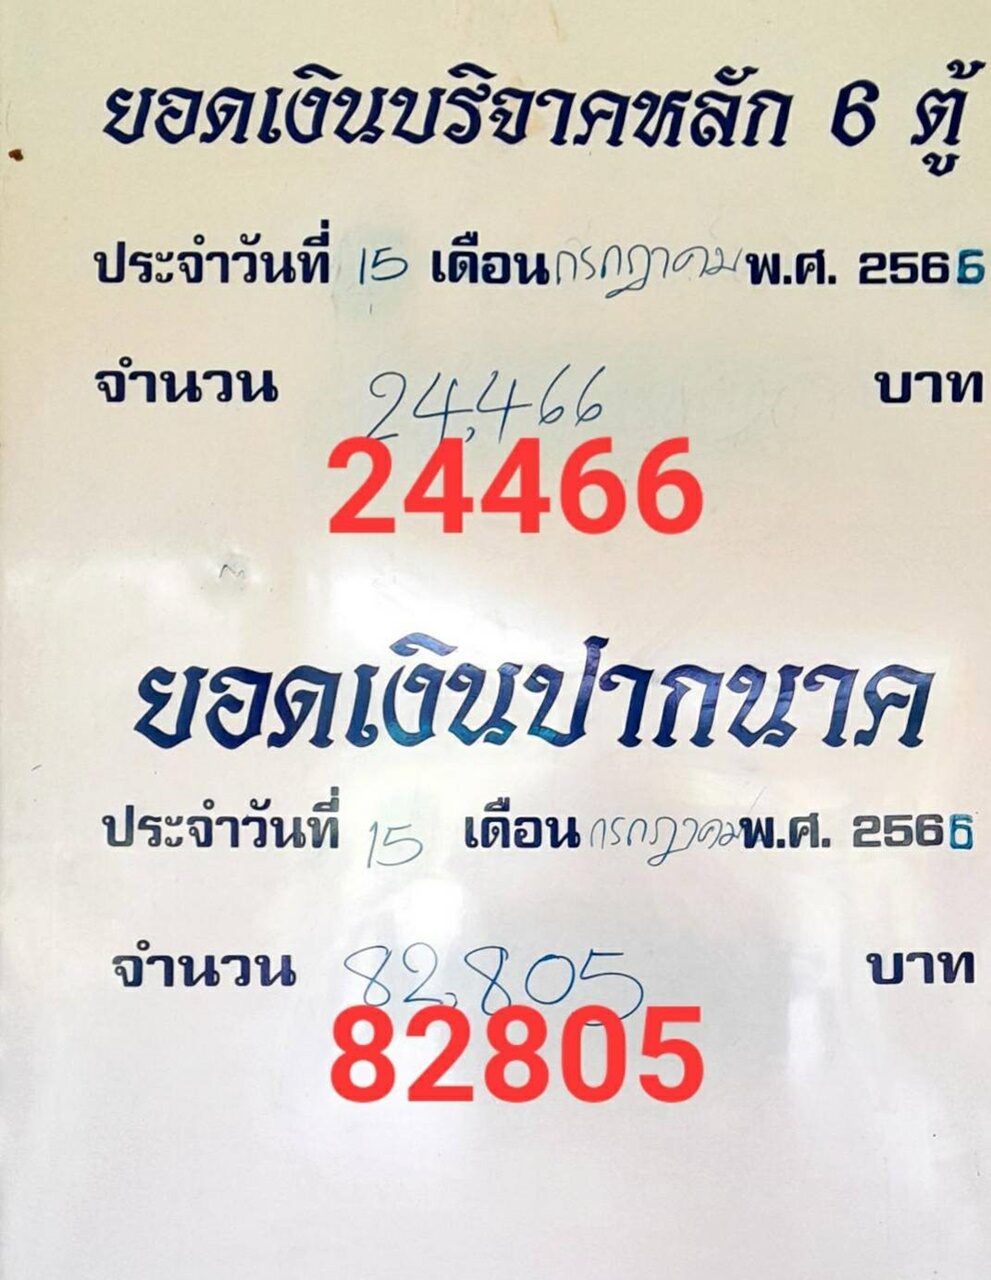 ยอดเงินบริจาคหลัก 6 ตู้
ประจำวันที่ 15 เดือน กรกฎาคม พ.ศ. 2566
จำนวน 24,466 บาท
24466
ยอดเงินปากนาค
ประจำวันที่ 15 เดือน กรกฎาคม พ.ศ. 2566
จำนวน 82,805 บาท
82805